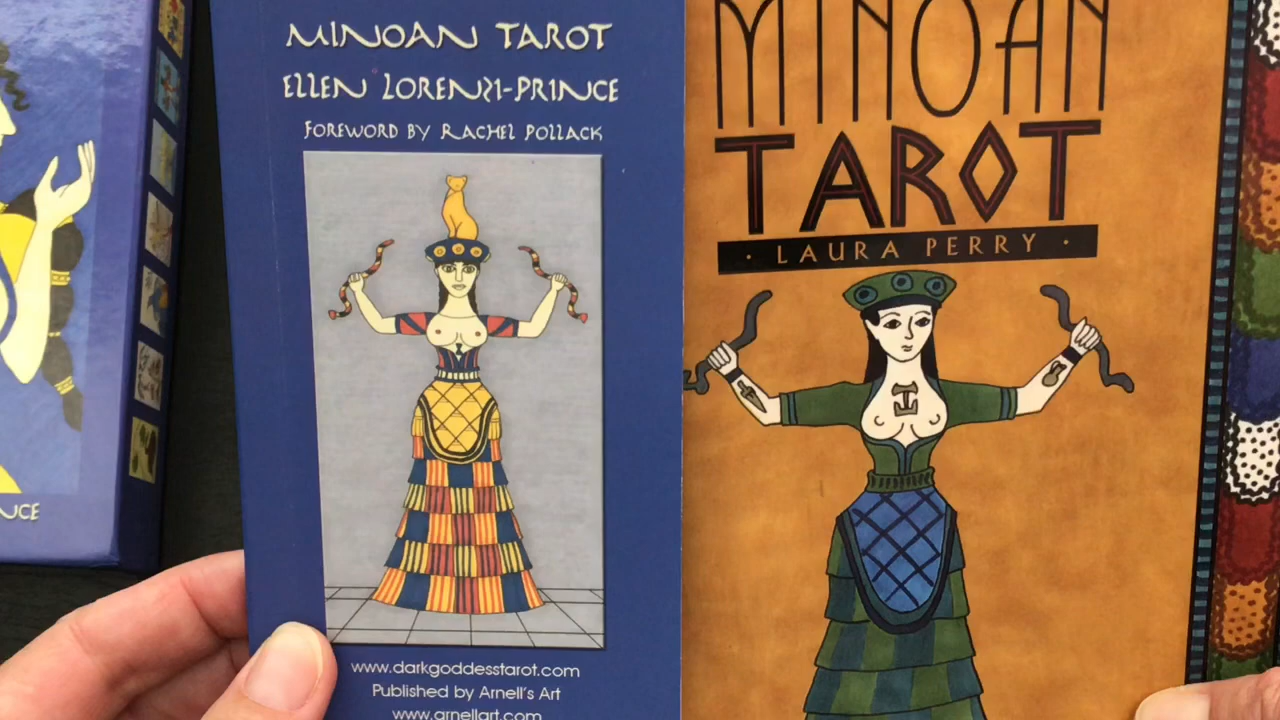 MINOAN TAROT
ELLEN LORENZI-PRINCE
FOREWORD BY RACHEL POLLACK
www.darkgoddesstarot.com
Published by Arnell's Art
www.arnellart.com
MINOAN
TAROT
· LAURA PERRY ·
NCE